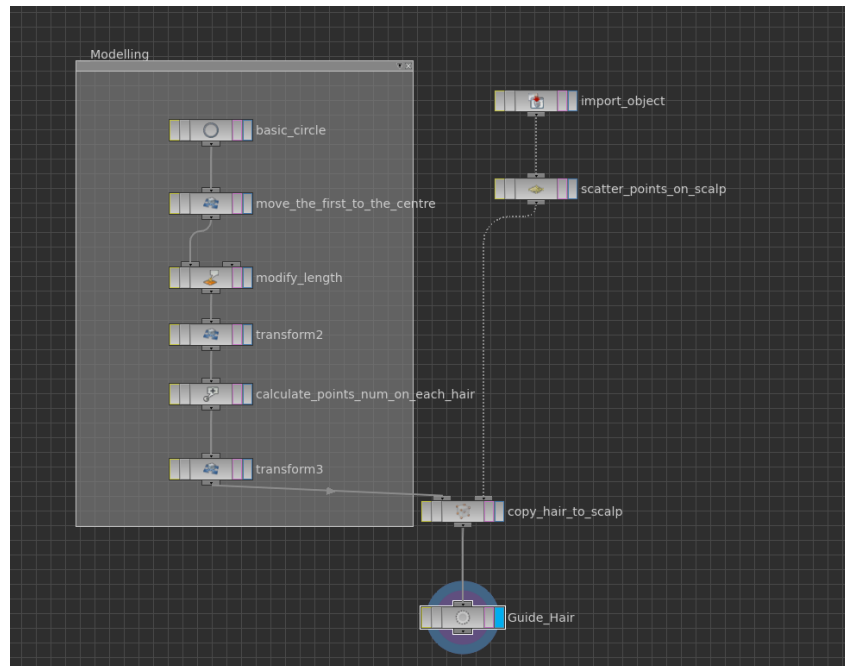 Modelling
basic_circle
move_the_first_to_the_centre
modify_length
transform2
calculate_points_num_on_each_hair
transform3
import_object
scatter_points_on_scalp
copy_hair_to_scalp
Guide_Hair